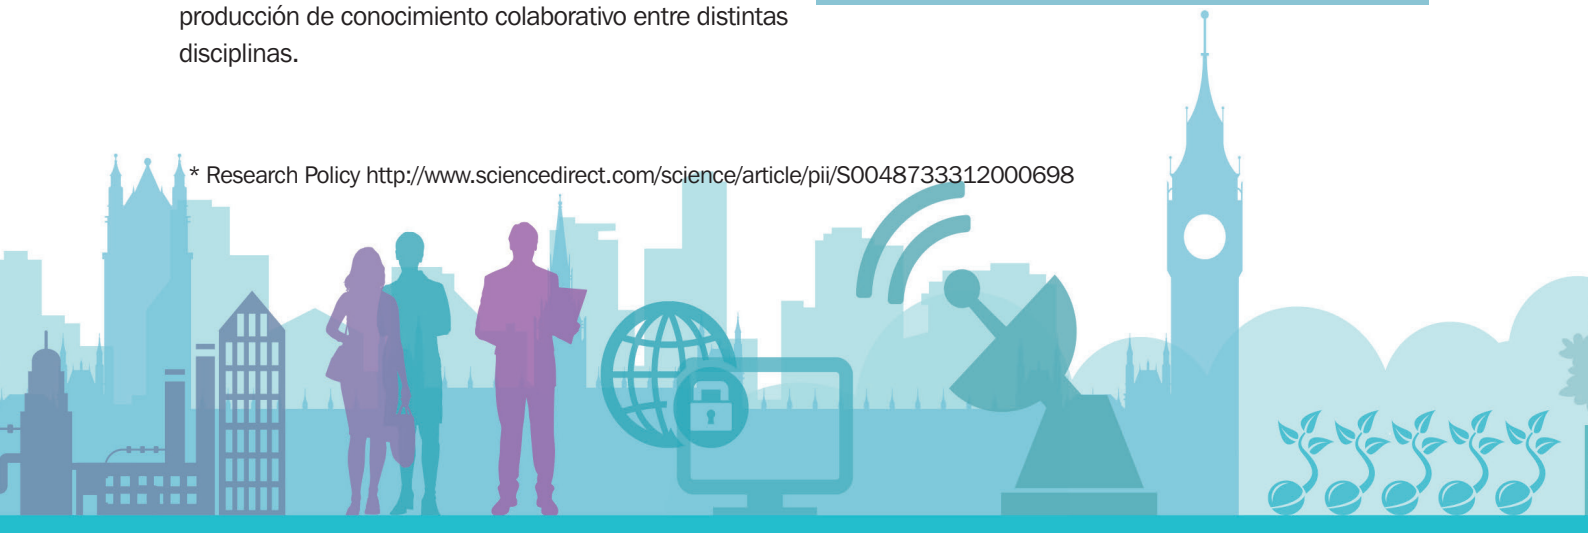 producción de conocimiento colaborativo entre distintas
disciplinas.
* Research Policy http://www.sciencedirect.com/science/article/pii/S0048733312000698